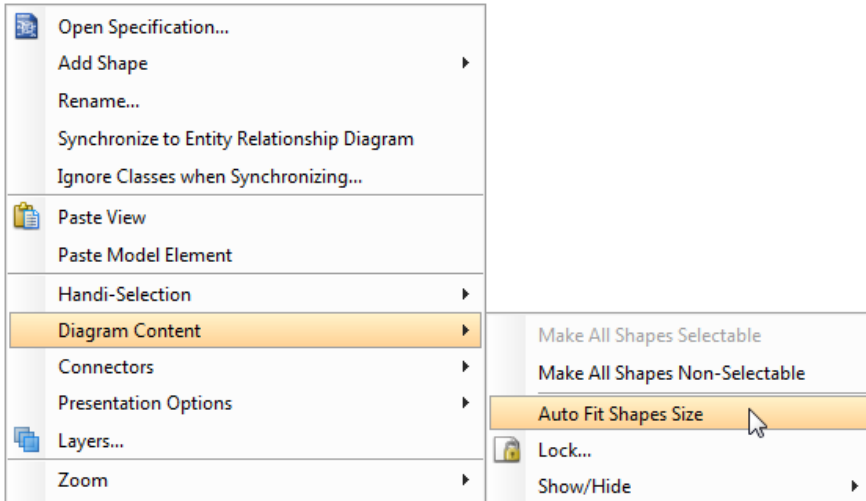 Open Specification...
Add Shape
Rename...
Synchronize to Entity Relationship Diagram
Ignore Classes when Synchronizing...
Paste View
Paste Model Element
Handi-Selection
Diagram Content
Connectors
Presentation Options
Layers...
Zoom
Make All Shapes Selectable
Make All Shapes Non-Selectable
Auto Fit Shapes Size
Lock...
Show/Hide